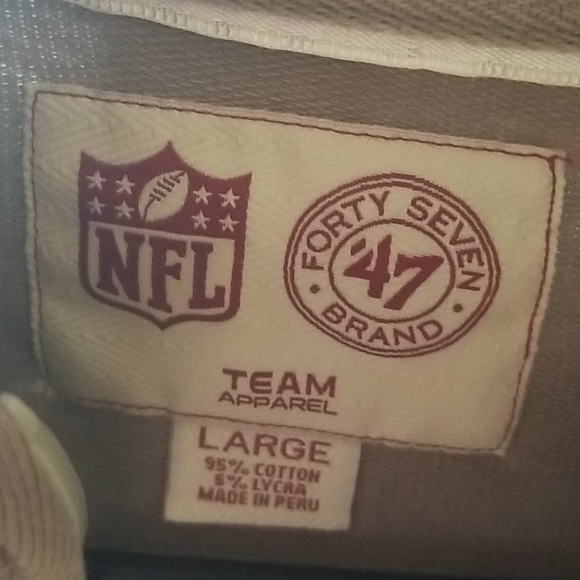 NFL
FORTY SEVEN
'47
BRAND
TEAM
APPAREL
LARGE
95% COTTON
5% LYCRA
MADE IN PERU